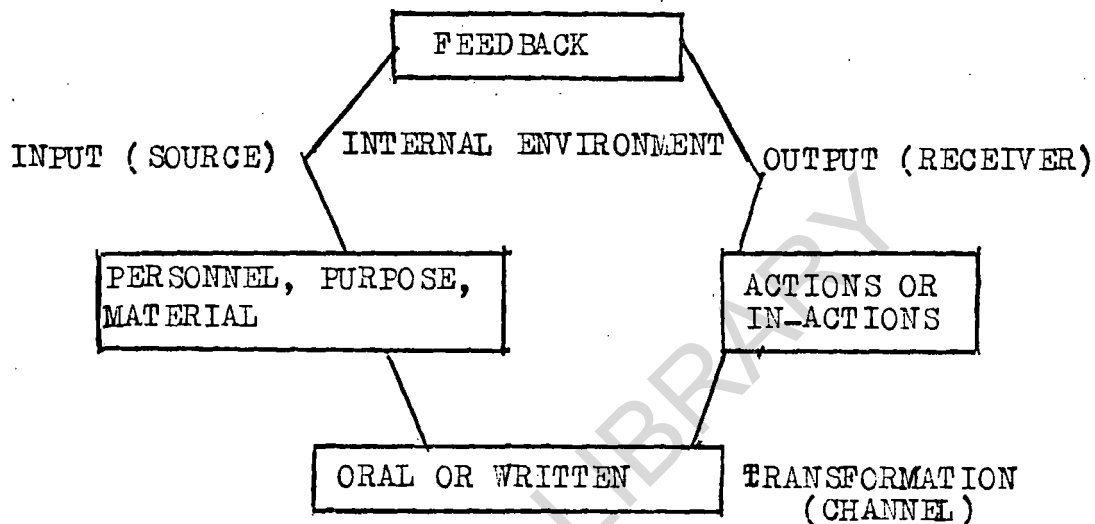 FEEDBACK
INPUT (SOURCE)
INTERNAL ENVIRONMENT
OUTPUT (RECEIVER)
PERSONNEL, PURPOSE,
MATERIAL
ACTIONS OR
IN-ACTIONS
ORAL OR WRITTEN
TRANSFORMATION
(CHANNEL)
LIBRARY